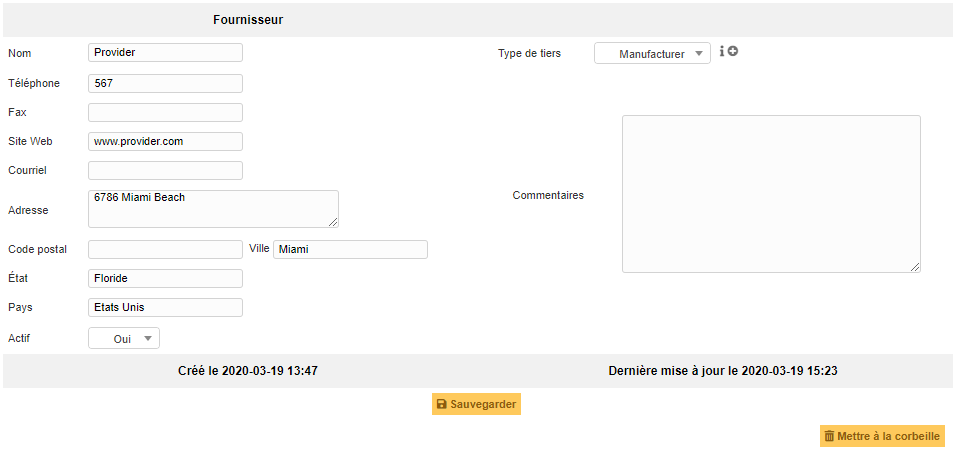 Fournisseur
Nom Provider Type de tiers Manufacturer
Téléphone 567
Fax
Site Web www.provider.com
Courriel
Adresse 6786 Miami Beach
Commentaires
Code postal Ville Miami
État Floride
Pays Etats Unis
Actif Oui
Créé le 2020-03-19 13:47 Dernière mise à jour le 2020-03-19 15:23
Sauvegarder
Mettre à la corbeille